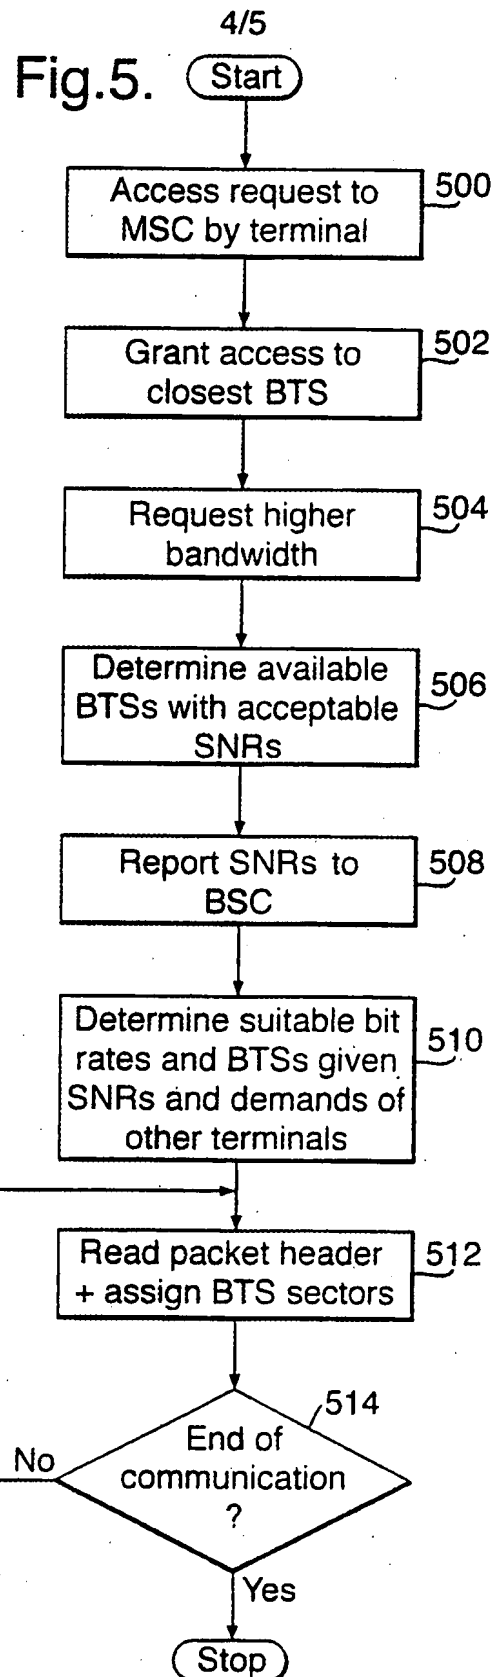 4/5
Fig.5.
Start
Access request to
MSC by terminal
500
Grant access to
closest BTS
502
Request higher
bandwidth
504
Determine available
BTSs with acceptable
SNRs
506
Report SNRs to
BSC
508
Determine suitable bit
rates and BTSs given
SNRs and demands of
other terminals
510
Read packet header
+ assign BTS sectors
512
End of
communication
?
514
No
Yes
Stop